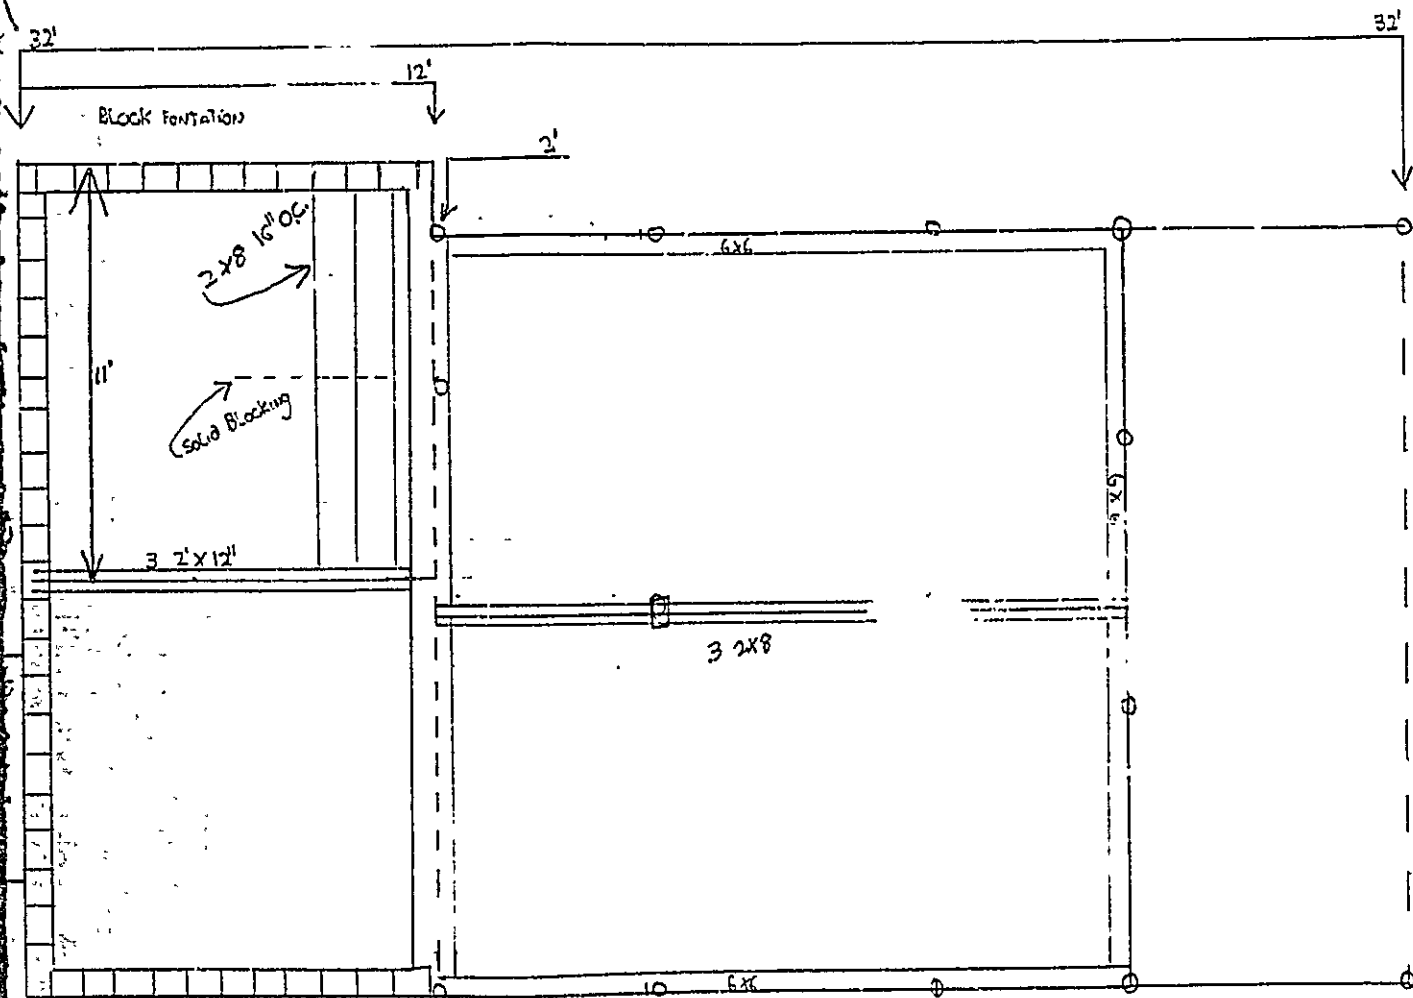 32'
32'
12'
BLOCK FONTATION
2'
2X8 16" O.C.
6X6
11'
SOLID BLOCKING
6X6
3 2'X12"
3 2X8
6X6